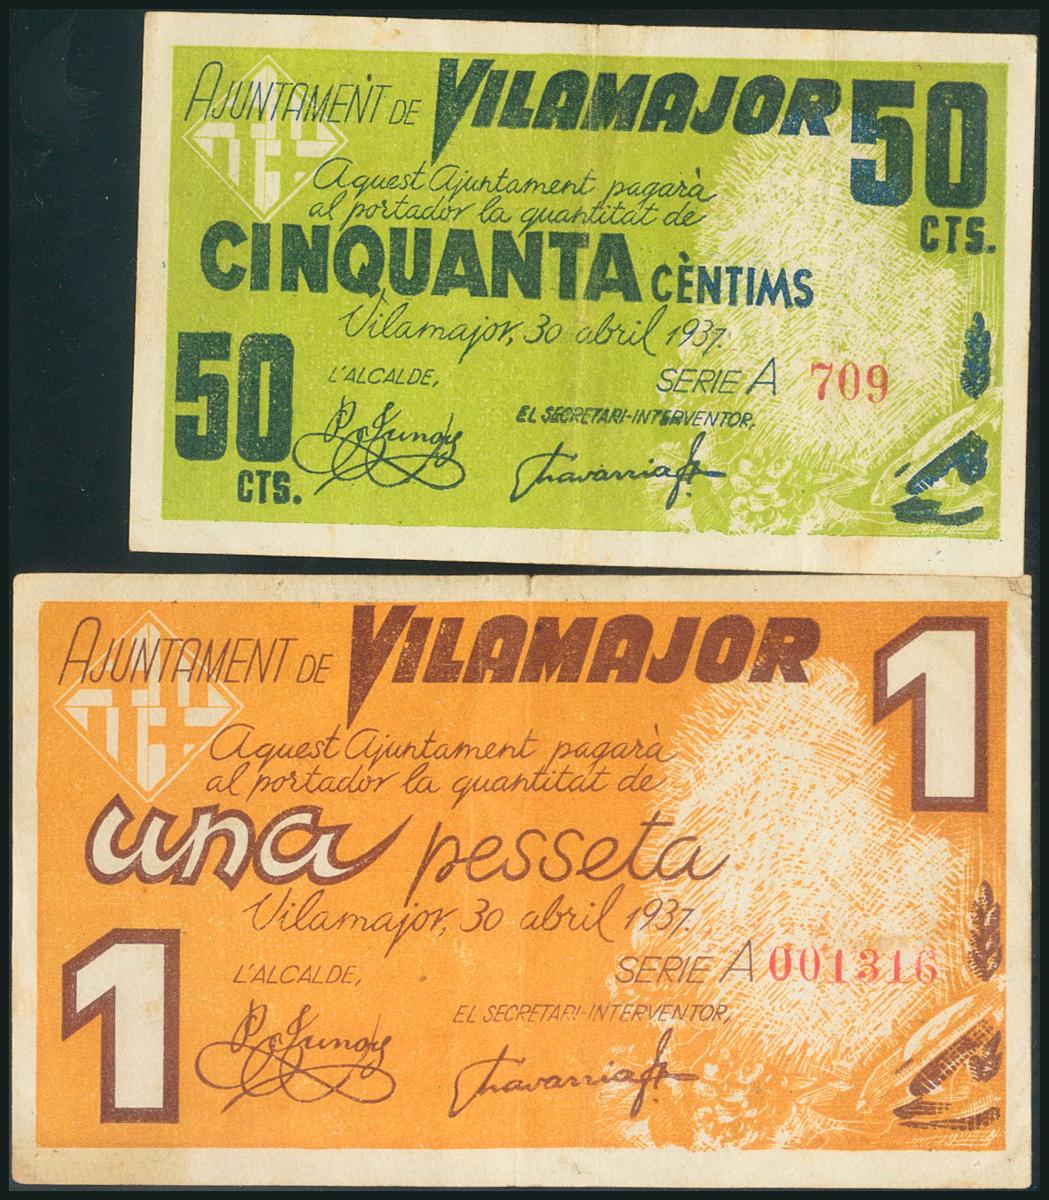 AJUNTAMENT DE VILAMAJOR 50 CTS.
Aquest Ajuntament pagarà
al portador la quantitat de
CINQUANTA CÈNTIMS
Vilamajor, 30 abril 1937.
50 CTS.
L'ALCALDE,
SERIE A 709
EL SECRETARI-INTERVENTOR,
AJUNTAMENT DE VILAMAJOR 1
Aquest Ajuntament pagarà
al portador la quantitat de
una pesseta
Vilamajor, 30 abril 1937.
1
L'ALCALDE,
SERIE A 001316
EL SECRETARI-INTERVENTOR,